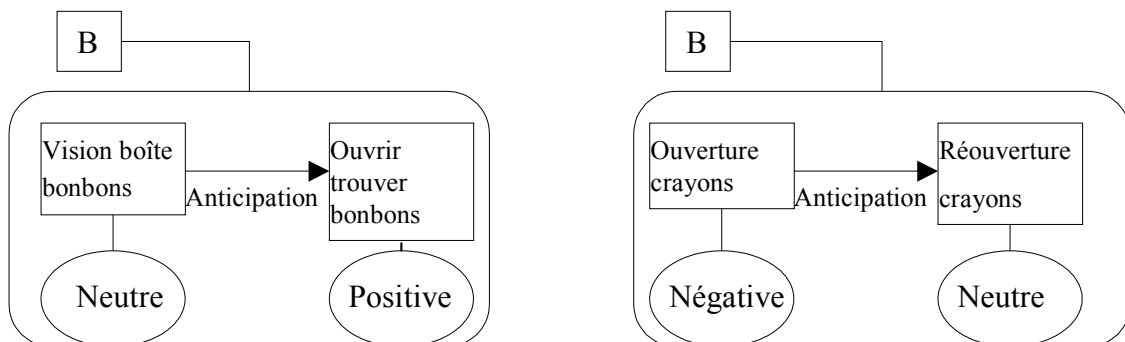 B
Vision boîte
bonbons
Anticipation
Ouvrir
trouver
bonbons
Neutre
Positive
B
Ouverture
crayons
Anticipation
Réouverture
crayons
Négative
Neutre